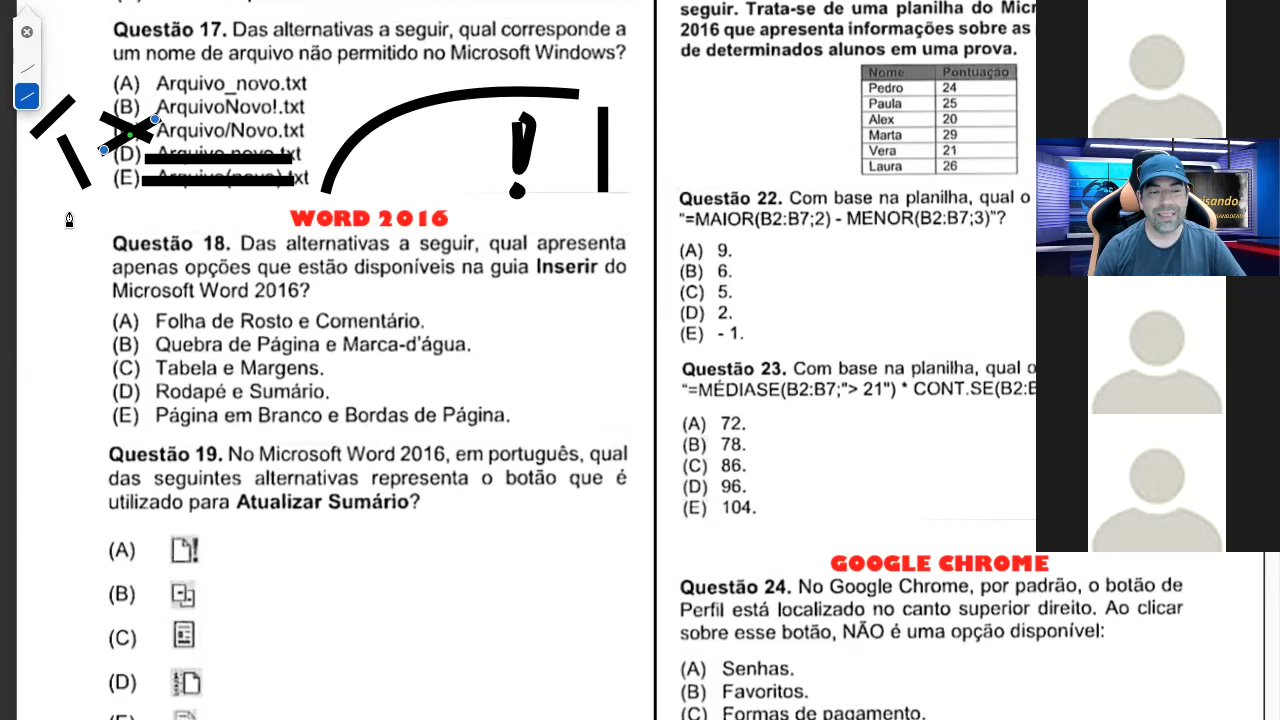 Questão 17. Das alternativas a seguir, qual corresponde a
um nome de arquivo não permitido no Microsoft Windows?
(A) Arquivo_novo.txt
(B) ArquivoNovo!.txt
Arquivo/Novo.txt
(D)
(E)
!
WORD 2016
Questão 18. Das alternativas a seguir, qual apresenta
apenas opções que estão disponíveis na guia Inserir do
Microsoft Word 2016?
(A) Folha de Rosto e Comentário.
(B) Quebra de Página e Marca-d'água.
(C) Tabela e Margens.
(D) Rodapé e Sumário.
(E) Página em Branco e Bordas de Página.
Questão 19. No Microsoft Word 2016, em português, qual
das seguintes alternativas representa o botão que é
utilizado para Atualizar Sumário?
(A)
(B)
(C)
(D)
seguir. Trata-se de uma planilha do
2016 que apresenta informações sobre as
de determinados alunos em uma prova.
Nome Pontuação
Pedro 24
Paula 25
Alex 20
Marta 29
Vera 21
Laura 26
Questão 22. Com base na planilha, qual o
"=MAIOR(B2:B7;2) - MENOR(B2:B7;3)"?
(A) 9.
(B) 6.
(C) 5.
(D) 2.
(E) - 1.
Questão 23. Com base na planilha, qual o
"=MÉDIASE(B2:B7;"> 21") * CONT.SE(B2:B
(A) 72.
(B) 78.
(C) 86.
(D) 96.
(E) 104.
GOOGLE CHROME
Questão 24. No Google Chrome, por padrão, o botão de
Perfil está localizado no canto superior direito. Ao clicar
sobre esse botão, NÃO é uma opção disponível:
(A) Senhas.
(B) Favoritos.
(C) Formas de pagamento.